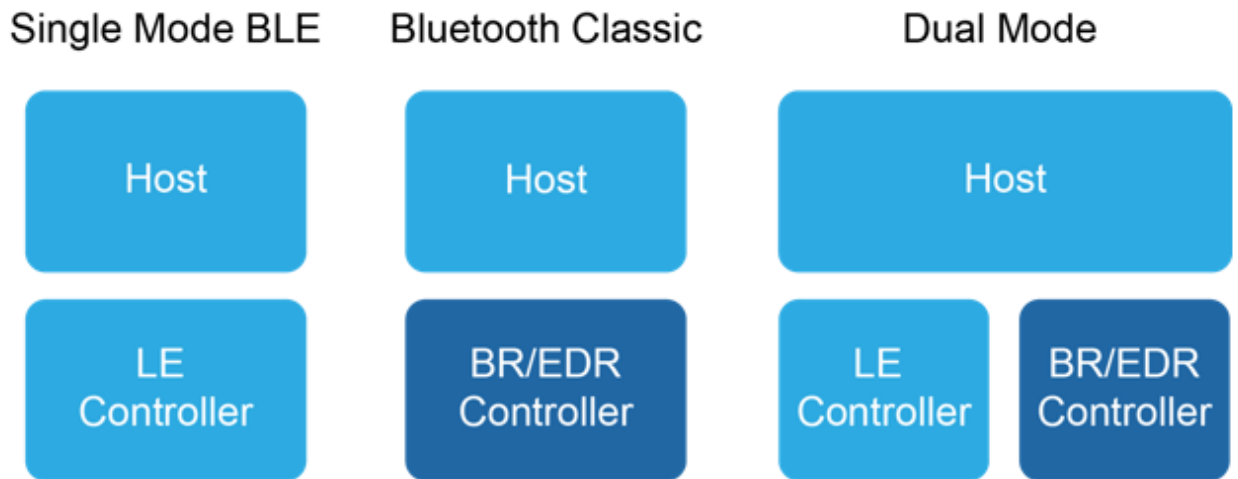 Single Mode BLE
Bluetooth Classic
Dual Mode
Host
Host
Host
LE
Controller
BR/EDR
Controller
LE
Controller
BR/EDR
Controller